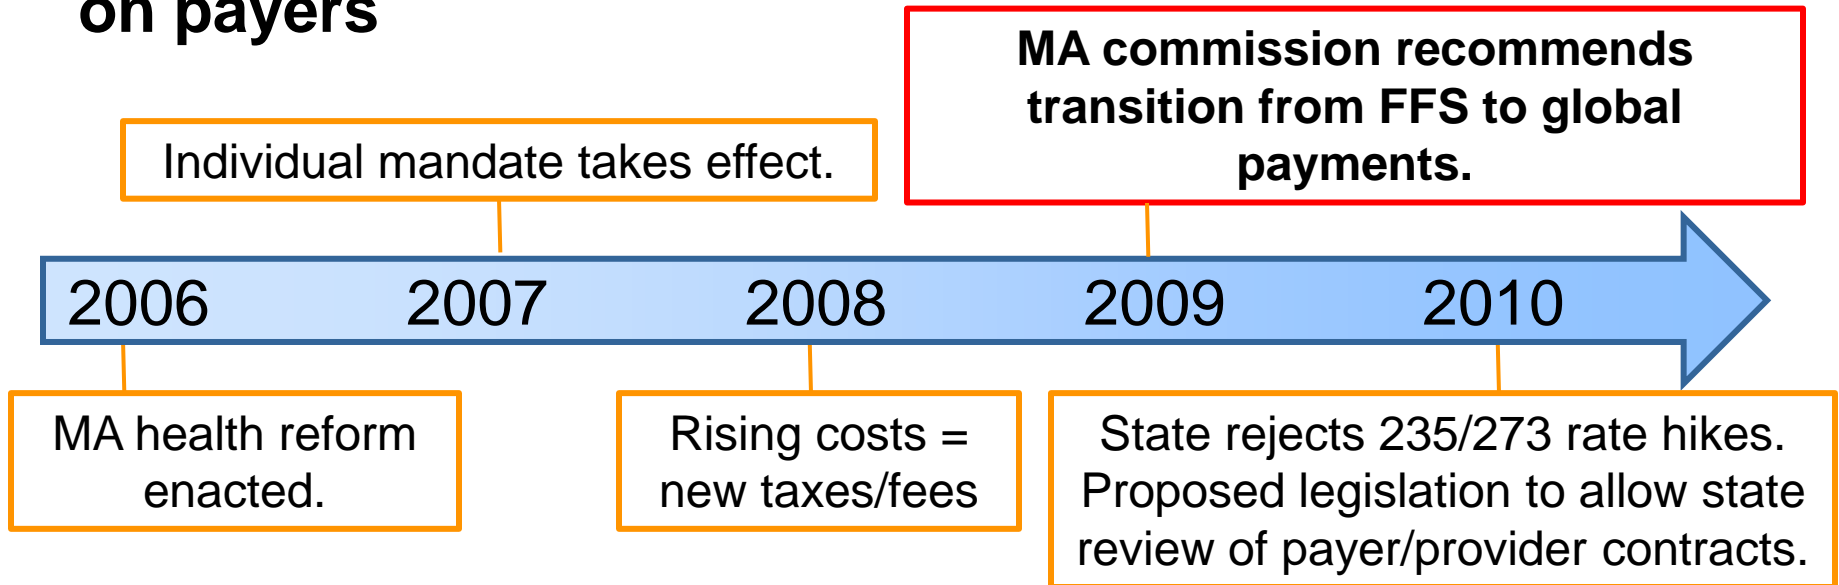 on payers
MA commission recommends
transition from FFS to global
payments.
Individual mandate takes effect.
2006 2007 2008 2009 2010
MA health reform
enacted.
Rising costs =
new taxes/fees
State rejects 235/273 rate hikes.
Proposed legislation to allow state
review of payer/provider contracts.